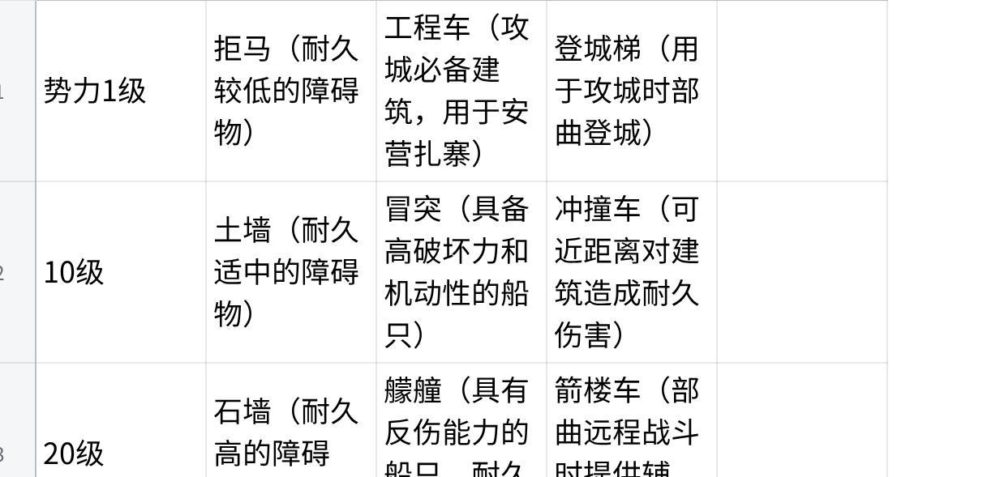 1
势力1级
拒马（耐久
较低的障碍
物）
工程车（攻
城必备建
筑，用于安
营扎寨）
登城梯（用
于攻城时部
曲登城）
2
10级
土墙（耐久
适中的障碍
物）
冒突（具备
高破坏力和
机动性的船
只）
冲撞车（可
近距离对建
筑造成耐久
伤害）
3
20级
石墙（耐久
高的障碍
艨艟（具有
反伤能力的
船只，耐久
箭楼车（部
曲远程战斗
时提供辅